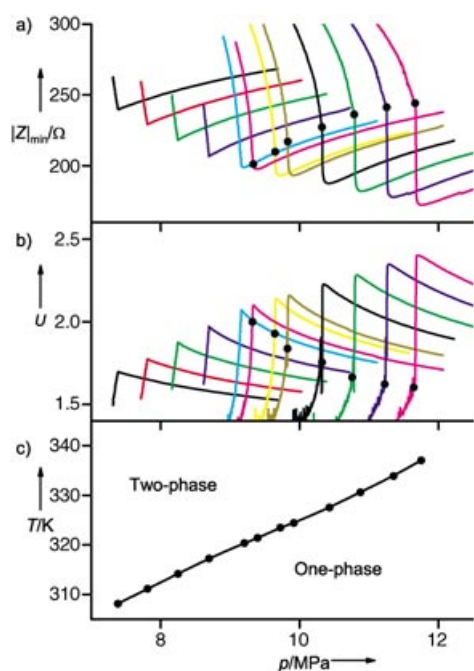 a)
300
250
200
|Z|min/Ω
b)
2.5
2.0
1.5
U
c)
340
330
320
310
T/K
Two-phase
One-phase
8
10
12
p/MPa